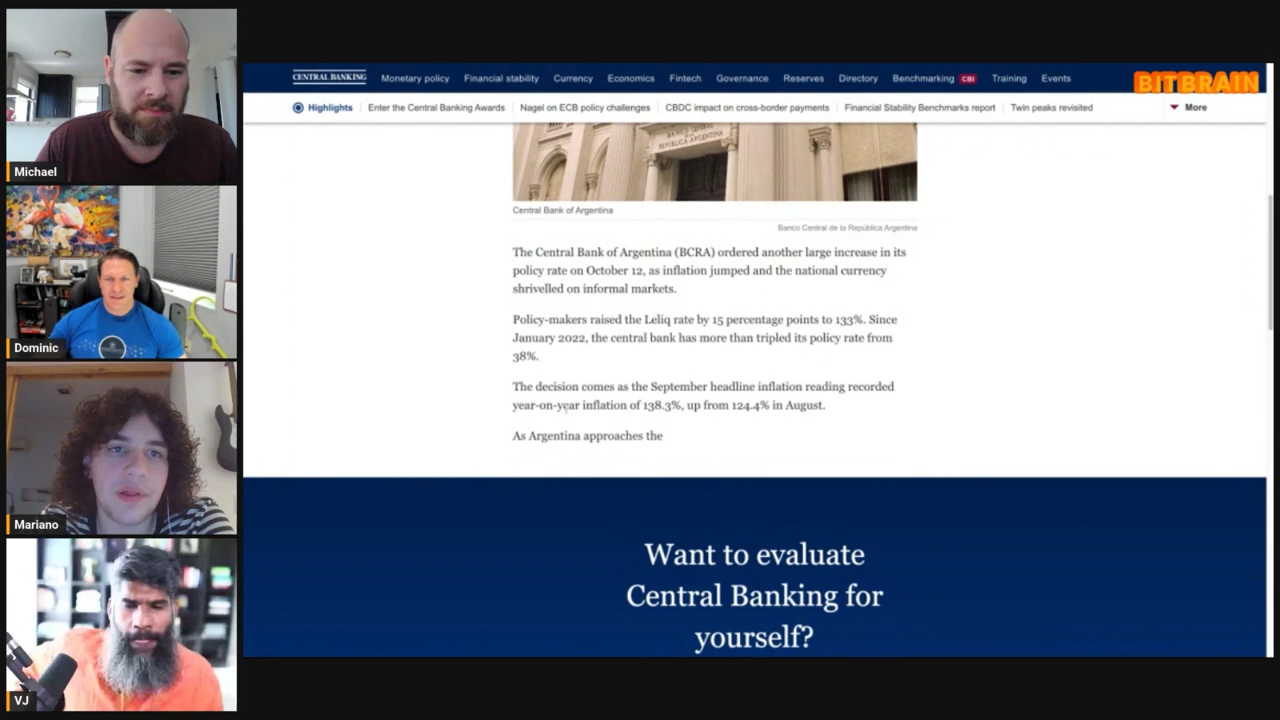 Michael
Dominic
Mariano
VJ
CENTRAL BANKING Monetary policy Financial stability Currency Economics Fintech Governance Reserves Directory Benchmarking CBI Training Events
BITBRAIN
Highlights Enter the Central Banking Awards Nagel on ECB policy challenges CBDC impact on cross-border payments Financial Stability Benchmarks report Twin peaks revisited More
BANCO CENTRAL
REPUBLICA ARGENTINA
Central Bank of Argentina
Banco Central de la República Argentina
The Central Bank of Argentina (BCRA) ordered another large increase in its
policy rate on October 12, as inflation jumped and the national currency
shrivelled on informal markets.
Policy-makers raised the Leliq rate by 15 percentage points to 133%. Since
January 2022, the central bank has more than tripled its policy rate from
38%.
The decision comes as the September headline inflation reading recorded
year-on-year inflation of 138.3%, up from 124.4% in August.
As Argentina approaches the
Want to evaluate
Central Banking for
yourself?